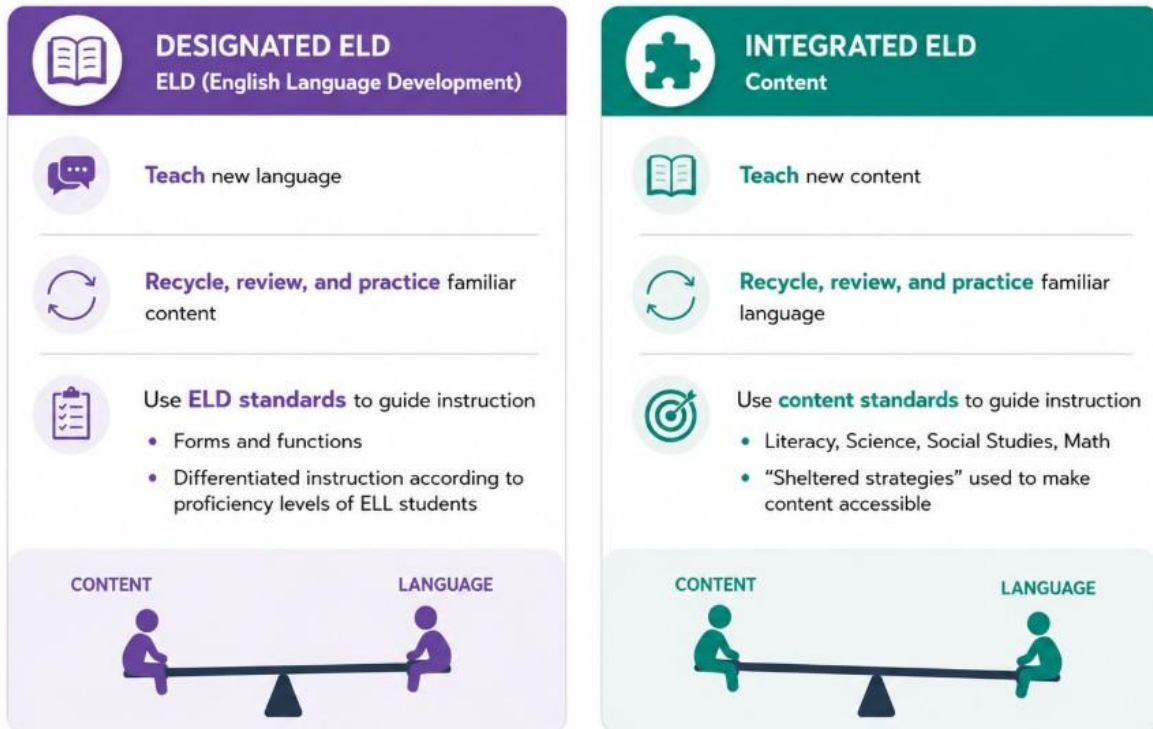 DESIGNATED ELD
ELD (English Language Development)
Teach new language
Recycle, review, and practice familiar
content
Use ELD standards to guide instruction
• Forms and functions
• Differentiated instruction according to
proficiency levels of ELL students
CONTENT
LANGUAGE
INTEGRATED ELD
Content
Teach new content
Recycle, review, and practice familiar
language
Use content standards to guide instruction
• Literacy, Science, Social Studies, Math
• “Sheltered strategies” used to make
content accessible
CONTENT
LANGUAGE